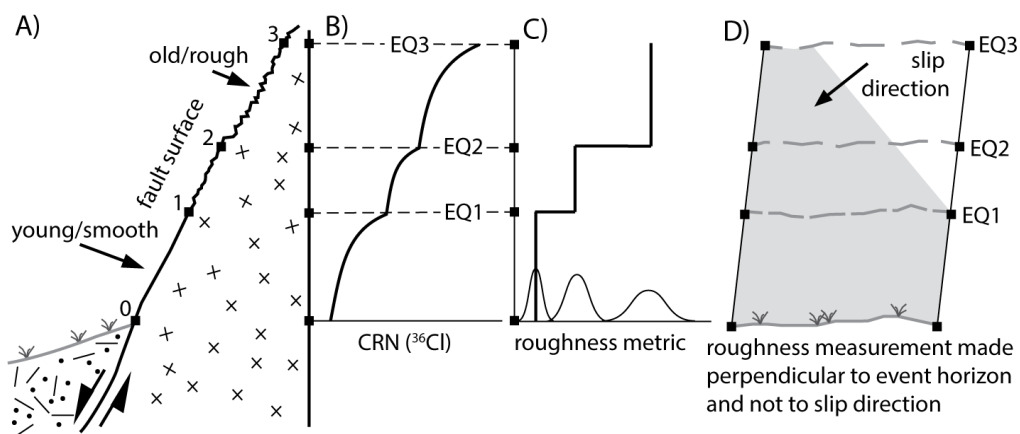 A)
3
old/rough
2
fault surface
1
young/smooth
0
B)
EQ3
EQ2
EQ1
CRN (³⁶Cl)
C)
roughness metric
D)
EQ3
slip
direction
EQ2
EQ1
roughness measurement made
perpendicular to event horizon
and not to slip direction